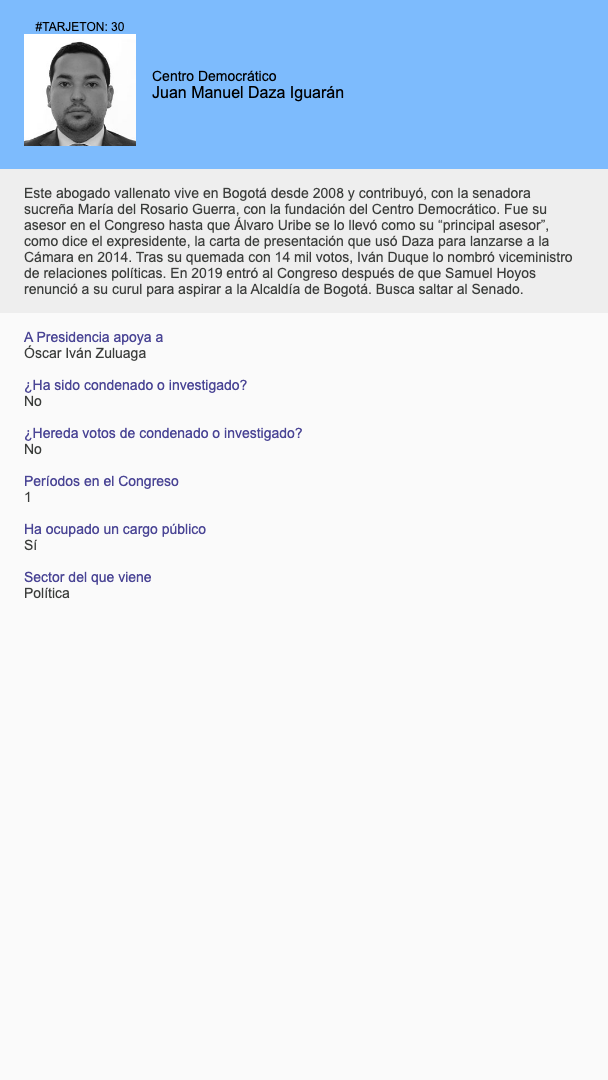 #TARJETON: 30
Centro Democrático
Juan Manuel Daza Iguarán
Este abogado vallenato vive en Bogotá desde 2008 y contribuyó, con la senadora
sucreña María del Rosario Guerra, con la fundación del Centro Democrático. Fue su
asesor en el Congreso hasta que Álvaro Uribe se lo llevó como su “principal asesor”,
como dice el expresidente, la carta de presentación que usó Daza para lanzarse a la
Cámara en 2014. Tras su quemada con 14 mil votos, Iván Duque lo nombró viceministro
de relaciones políticas. En 2019 entró al Congreso después de que Samuel Hoyos
renunció a su curul para aspirar a la Alcaldía de Bogotá. Busca saltar al Senado.
A Presidencia apoya a
Óscar Iván Zuluaga
¿Ha sido condenado o investigado?
No
¿Hereda votos de condenado o investigado?
No
Períodos en el Congreso
1
Ha ocupado un cargo público
Sí
Sector del que viene
Política